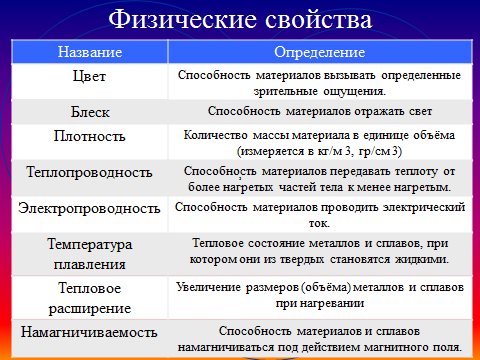 Физические свойства
Название
Определение
Цвет
Способность материалов вызывать определенные
зрительные ощущения.
Блеск
Способность материалов отражать свет
Плотность
Количество массы материала в единице объёма
(измеряется в кг/м 3, гр/см 3)
Теплопроводность
Способность материалов передавать теплоту от
более нагретых частей тела к менее нагретым.
Электропроводность
Способность материалов проводить электрический
ток.
Температура
плавления
Тепловое состояние металлов и сплавов, при
котором они из твердых становятся жидкими.
Тепловое
расширение
Увеличение размеров (объёма) металлов и сплавов
при нагревании
Намагничиваемость
Способность материалов и сплавов
намагничиваться под действием магнитного поля.